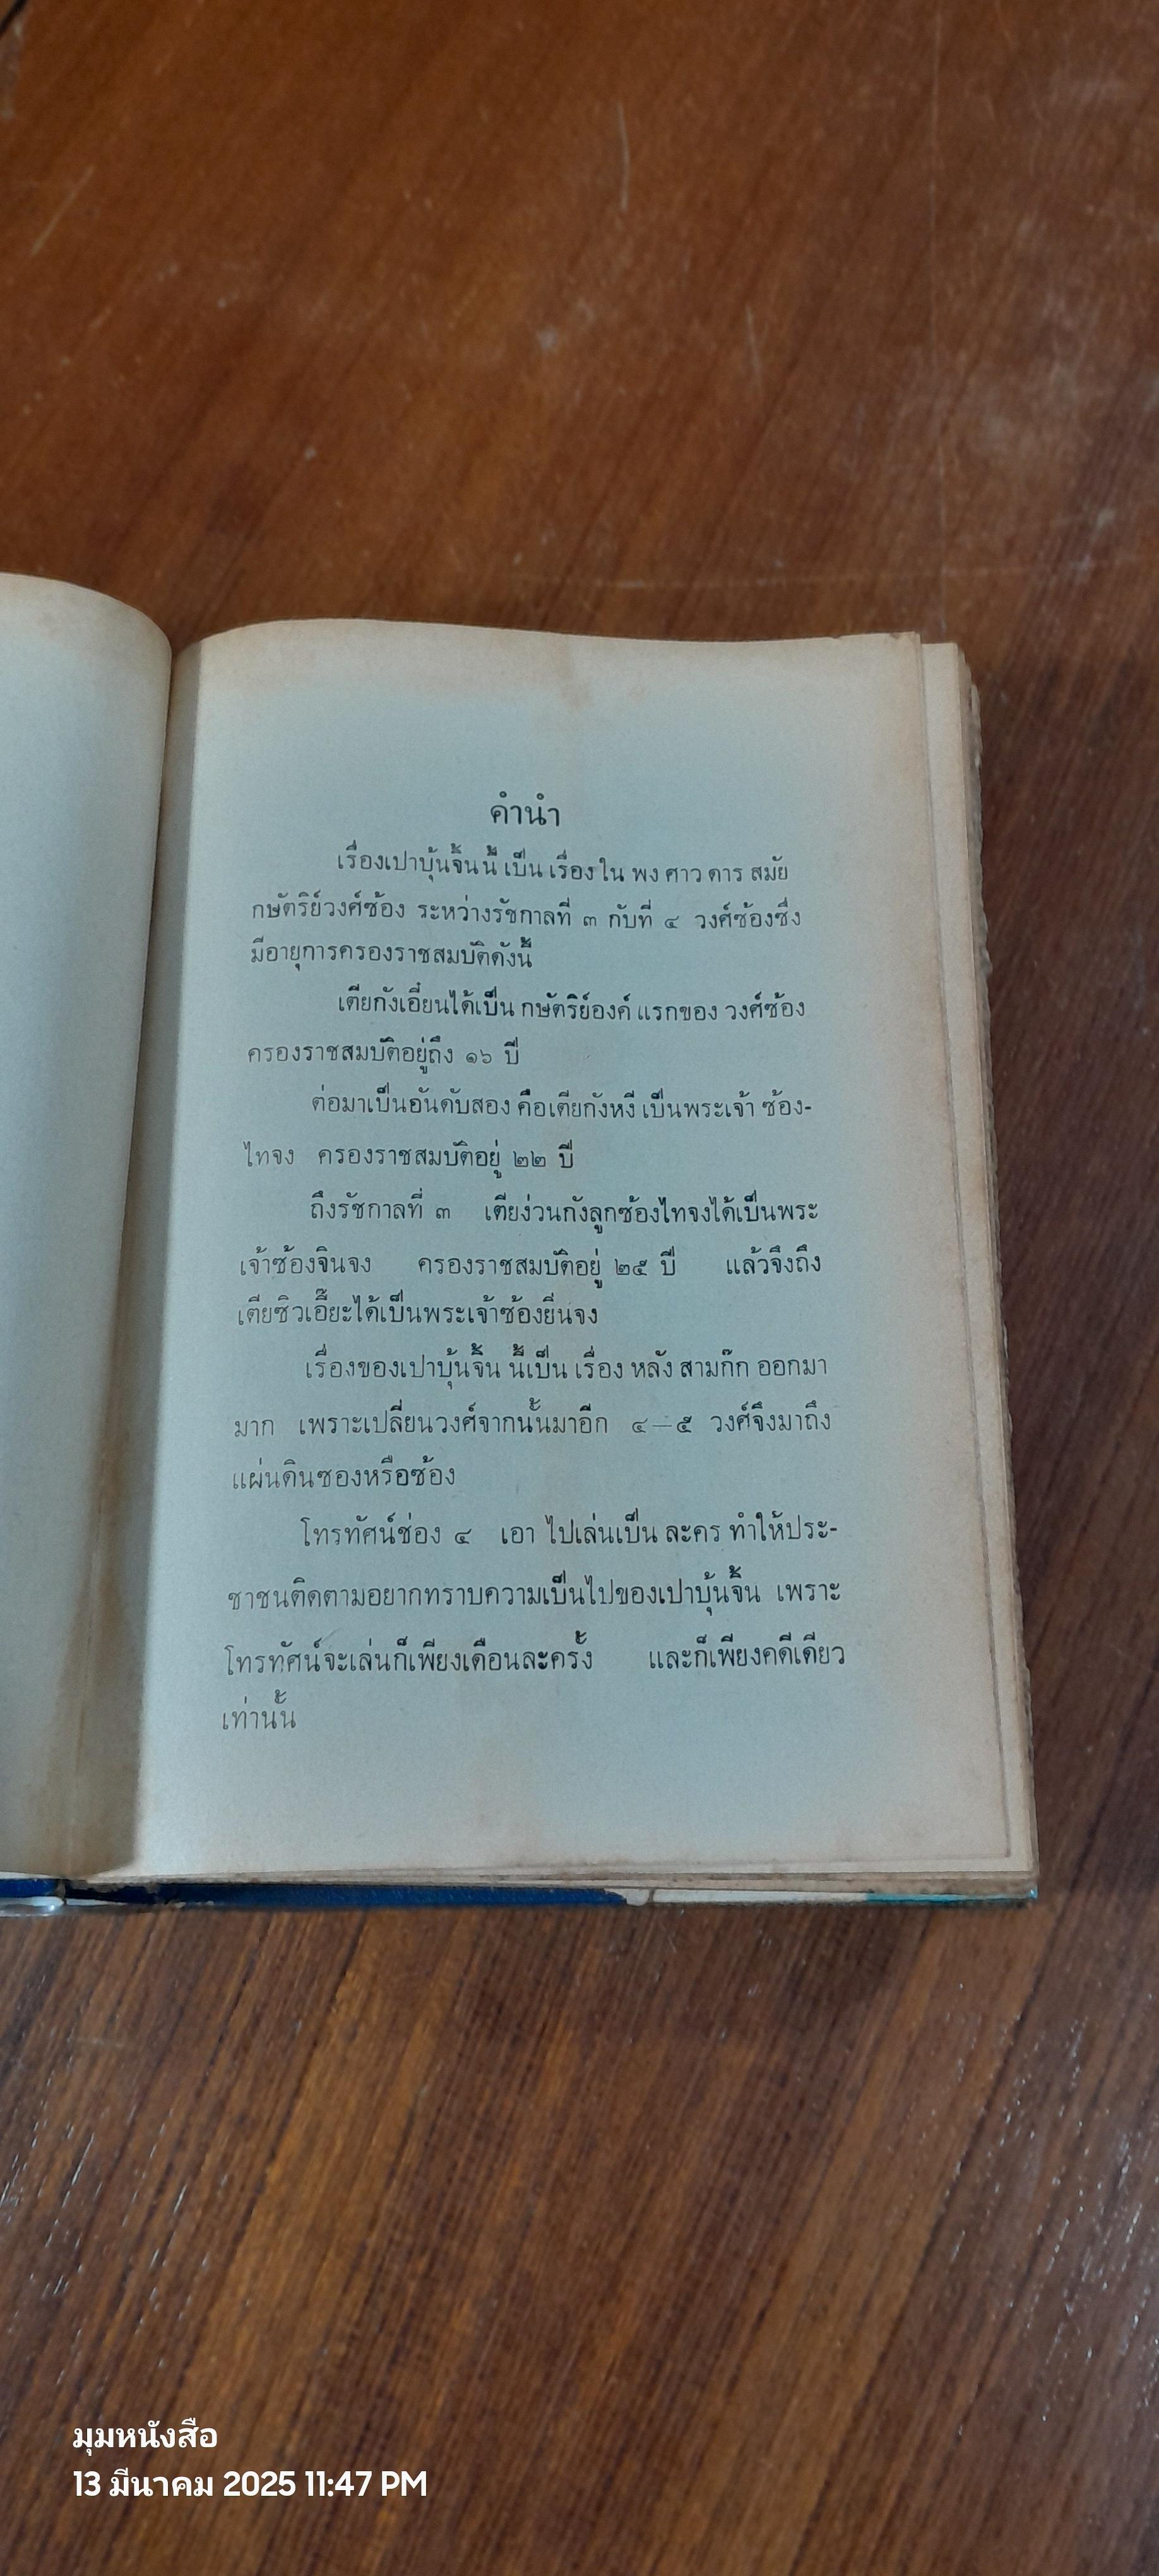 คำนำ
เรื่องเปาบุ้นจิ้นนี้ เป็น เรื่อง ใน พง ศาว ดาร สมัย
กษัตริย์วงศ์ซ้อง ระหว่างรัชกาลที่ ๓ กับที่ ๔ วงศ์ซ้องซึ่ง
มีอายุการครองราชสมบัติดังนี้
เตียกังเอี๋ยนได้เป็น กษัตริย์องค์ แรกของ วงศ์ซ้อง
ครองราชสมบัติอยู่ถึง ๑๖ ปี
ต่อมาเป็นอันดับสอง คือเตียกังหงี เป็นพระเจ้า ซ้อง-
ไทจง ครองราชสมบัติอยู่ ๒๒ ปี
ถึงรัชกาลที่ ๓ เตียง่วนกังลูกซ้องไทจงได้เป็นพระ
เจ้าซ้องจินจง ครองราชสมบัติอยู่ ๒๕ ปี แล้วจึงถึง
เตียซิวเอี๊ยะได้เป็นพระเจ้าซ้องยี่นจง
เรื่องของเปาบุ้นจิ้น นี้เป็น เรื่อง หลัง สามก๊ก ออกมา
มาก เพราะเปลี่ยนวงศ์จากนั้นมาอีก ๔—๕ วงศ์จึงมาถึง
แผ่นดินซองหรือซ้อง
โทรทัศน์ช่อง ๔ เอา ไปเล่นเป็น ละคร ทำให้ประ-
ชาชนติดตามอยากทราบความเป็นไปของเปาบุ้นจิ้น เพราะ
โทรทัศน์จะเล่นก็เพียงเดือนละครั้ง และก็เพียงคดีเดียว
เท่านั้น
มุมหนังสือ
13 มีนาคม 2025 11:47 PM